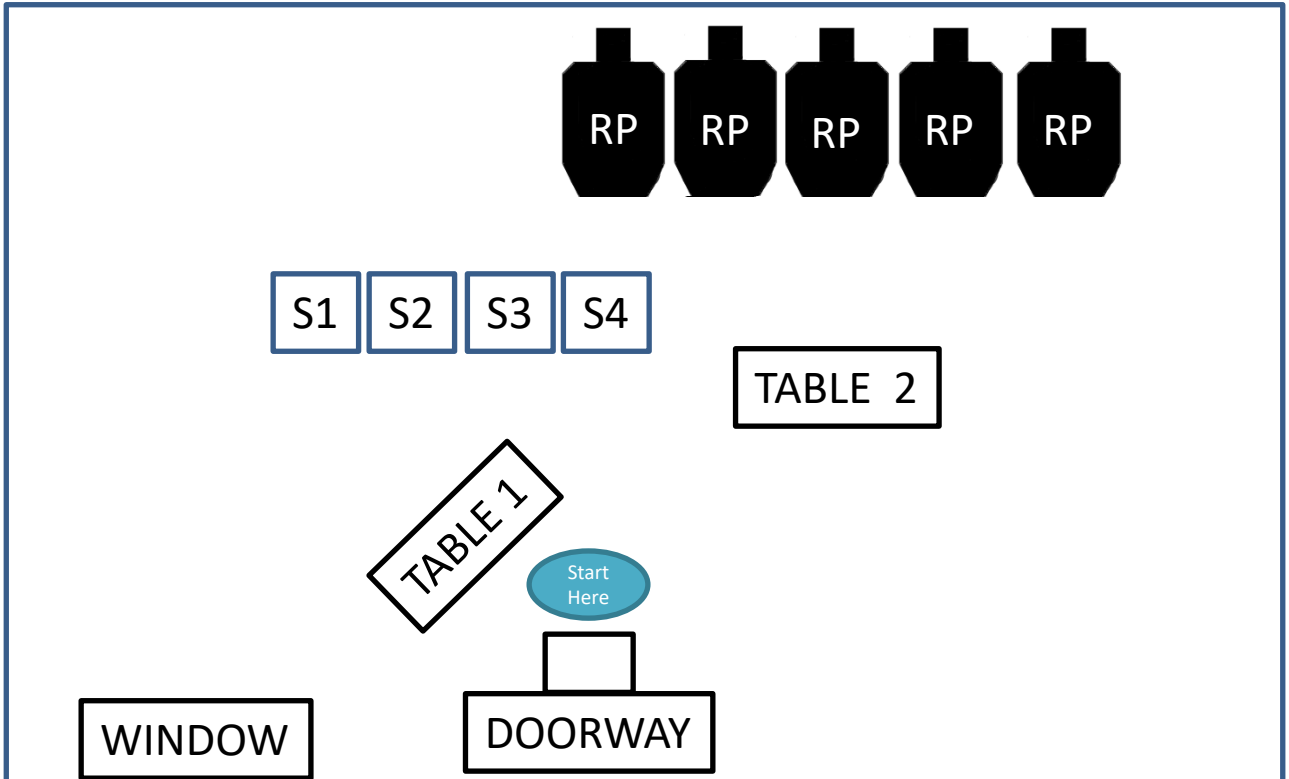 RP RP RP RP RP
S1 S2 S3 S4
TABLE 2
TABLE 1
Start
Here
WINDOW
DOORWAY